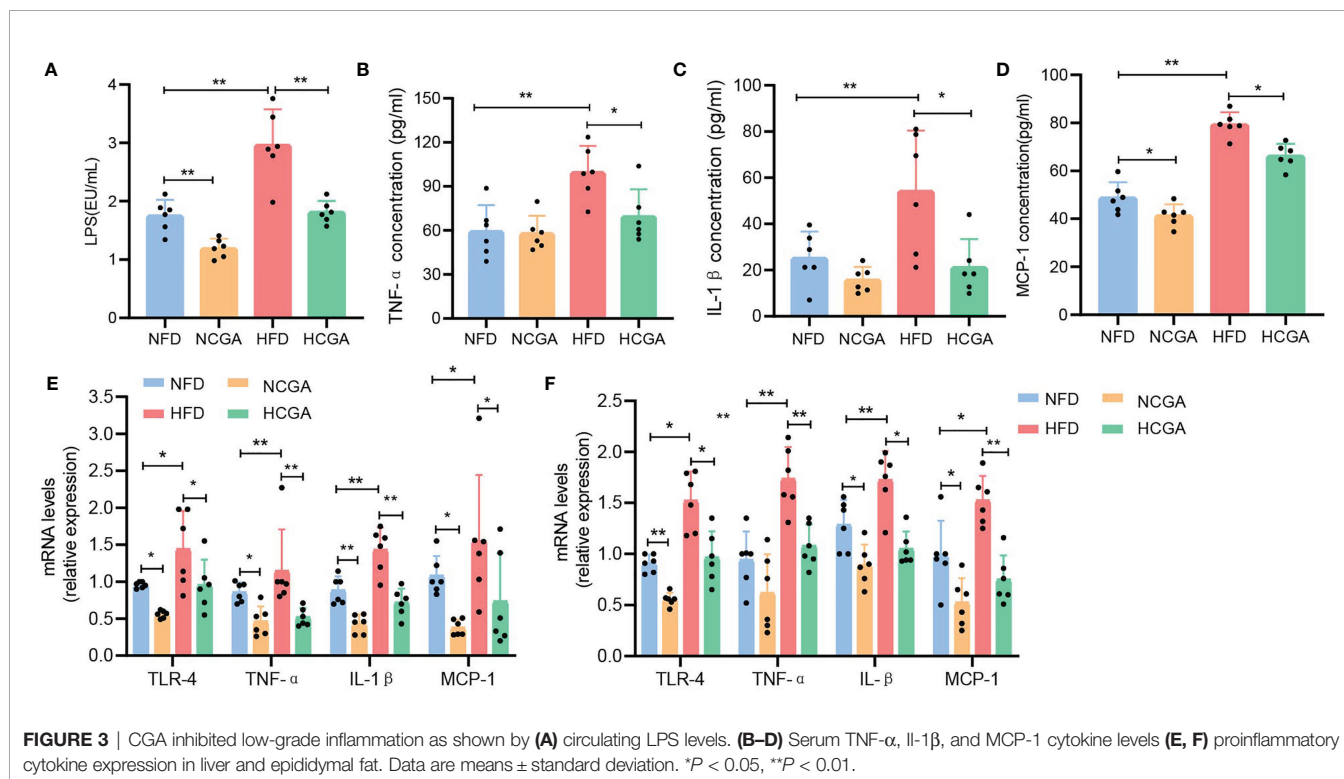 A
LPS(EU/mL)
4
3
2
1
0
**
**
**
NFD NCGA HFD HCGA
B
TNF- α concentration (pg/ml)
150
120
90
60
30
0
**
*
NFD NCGA HFD HCGA
C
IL-1 β concentration (pg/ml)
100
80
60
40
20
0
**
*
NFD NCGA HFD HCGA
D
MCP-1 concentration(pg/ml)
100
80
60
40
20
0
**
*
*
NFD NCGA HFD HCGA
E
NFD NCGA
HFD HCGA
mRNA levels
(relative expression)
3.5
3.0
2.5
2.0
1.5
1.0
0.5
0.0
* * *
** * **
** ** **
* * *
TLR-4 TNF- α IL-1 β MCP-1
F
NFD NCGA
HFD HCGA
mRNA levels
(relative expression)
2.5
2.0
1.5
1.0
0.5
0.0
* ** * **
** **
** * *
* * **
TLR-4 TNF- α IL- β MCP-1
FIGURE 3 | CGA inhibited low-grade inflammation as shown by (A) circulating LPS levels. (B–D) Serum TNF-α, Il-1β, and MCP-1 cytokine levels (E, F) proinflammatory
cytokine expression in liver and epididymal fat. Data are means ± standard deviation. *P < 0.05, **P < 0.01.